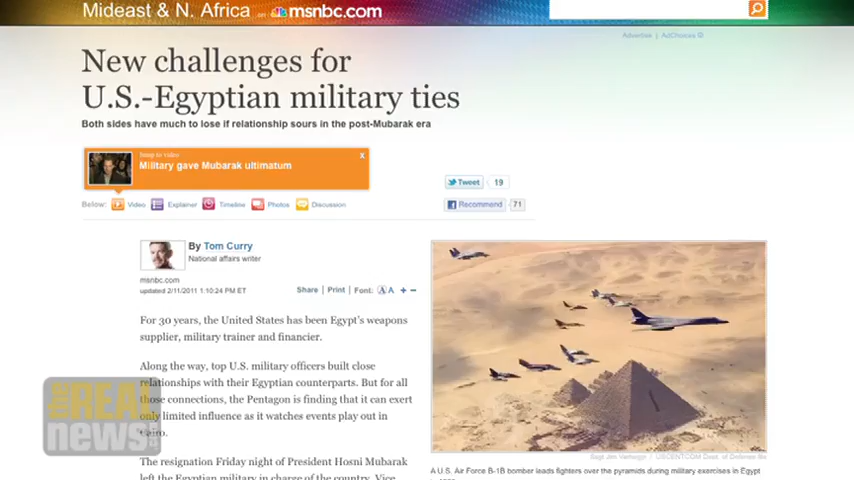 Mideast & N. Africa on msnbc.com
Advertise | AdChoices
New challenges for
U.S.-Egyptian military ties
Both sides have much to lose if relationship sours in the post-Mubarak era
Jump to video
Military gave Mubarak ultimatum
X
Tweet 19
Below: Video Explainer Timeline Photos Discussion
Recommend 71
By Tom Curry
National affairs writer
msnbc.com
updated 2/11/2011 1:10:24 PM ET
Share | Print | Font: A A + −
For 30 years, the United States has been Egypt's weapons
supplier, military trainer and financier.
Along the way, top U.S. military officers built close
relationships with their Egyptian counterparts. But for all
those connections, the Pentagon is finding that it can exert
only limited influence as it watches events play out in
Cairo.
The resignation Friday night of President Hosni Mubarak
left the Egyptian military in charge of the country. Vice
the REAL
news
USCENTCOM Dept. of Defense file
A U.S. Air Force B-1B bomber leads fighters over the pyramids during military exercises in Egypt